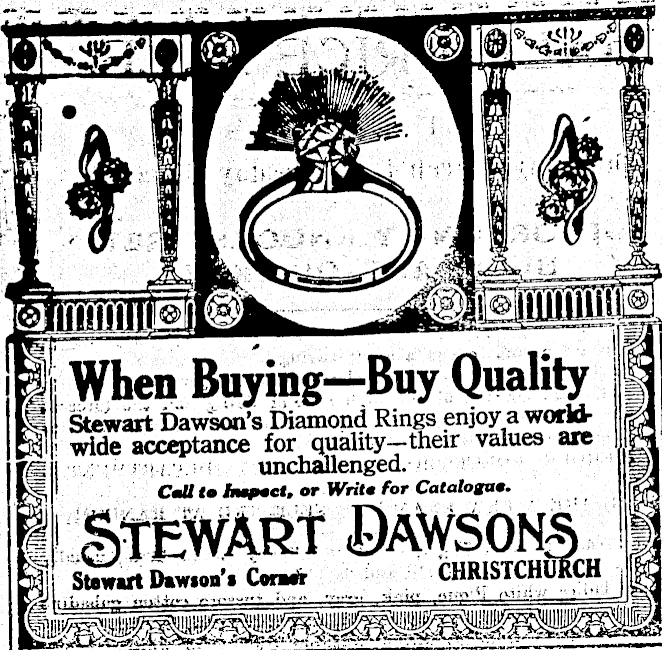 When Buying—Buy Quality
Stewart Dawson's Diamond Rings enjoy a world-
wide acceptance for quality—their values are
unchallenged.
Call to Inspect, or Write for Catalogue.
STEWART DAWSONS
Stewart Dawson's Corner CHRISTCHURCH